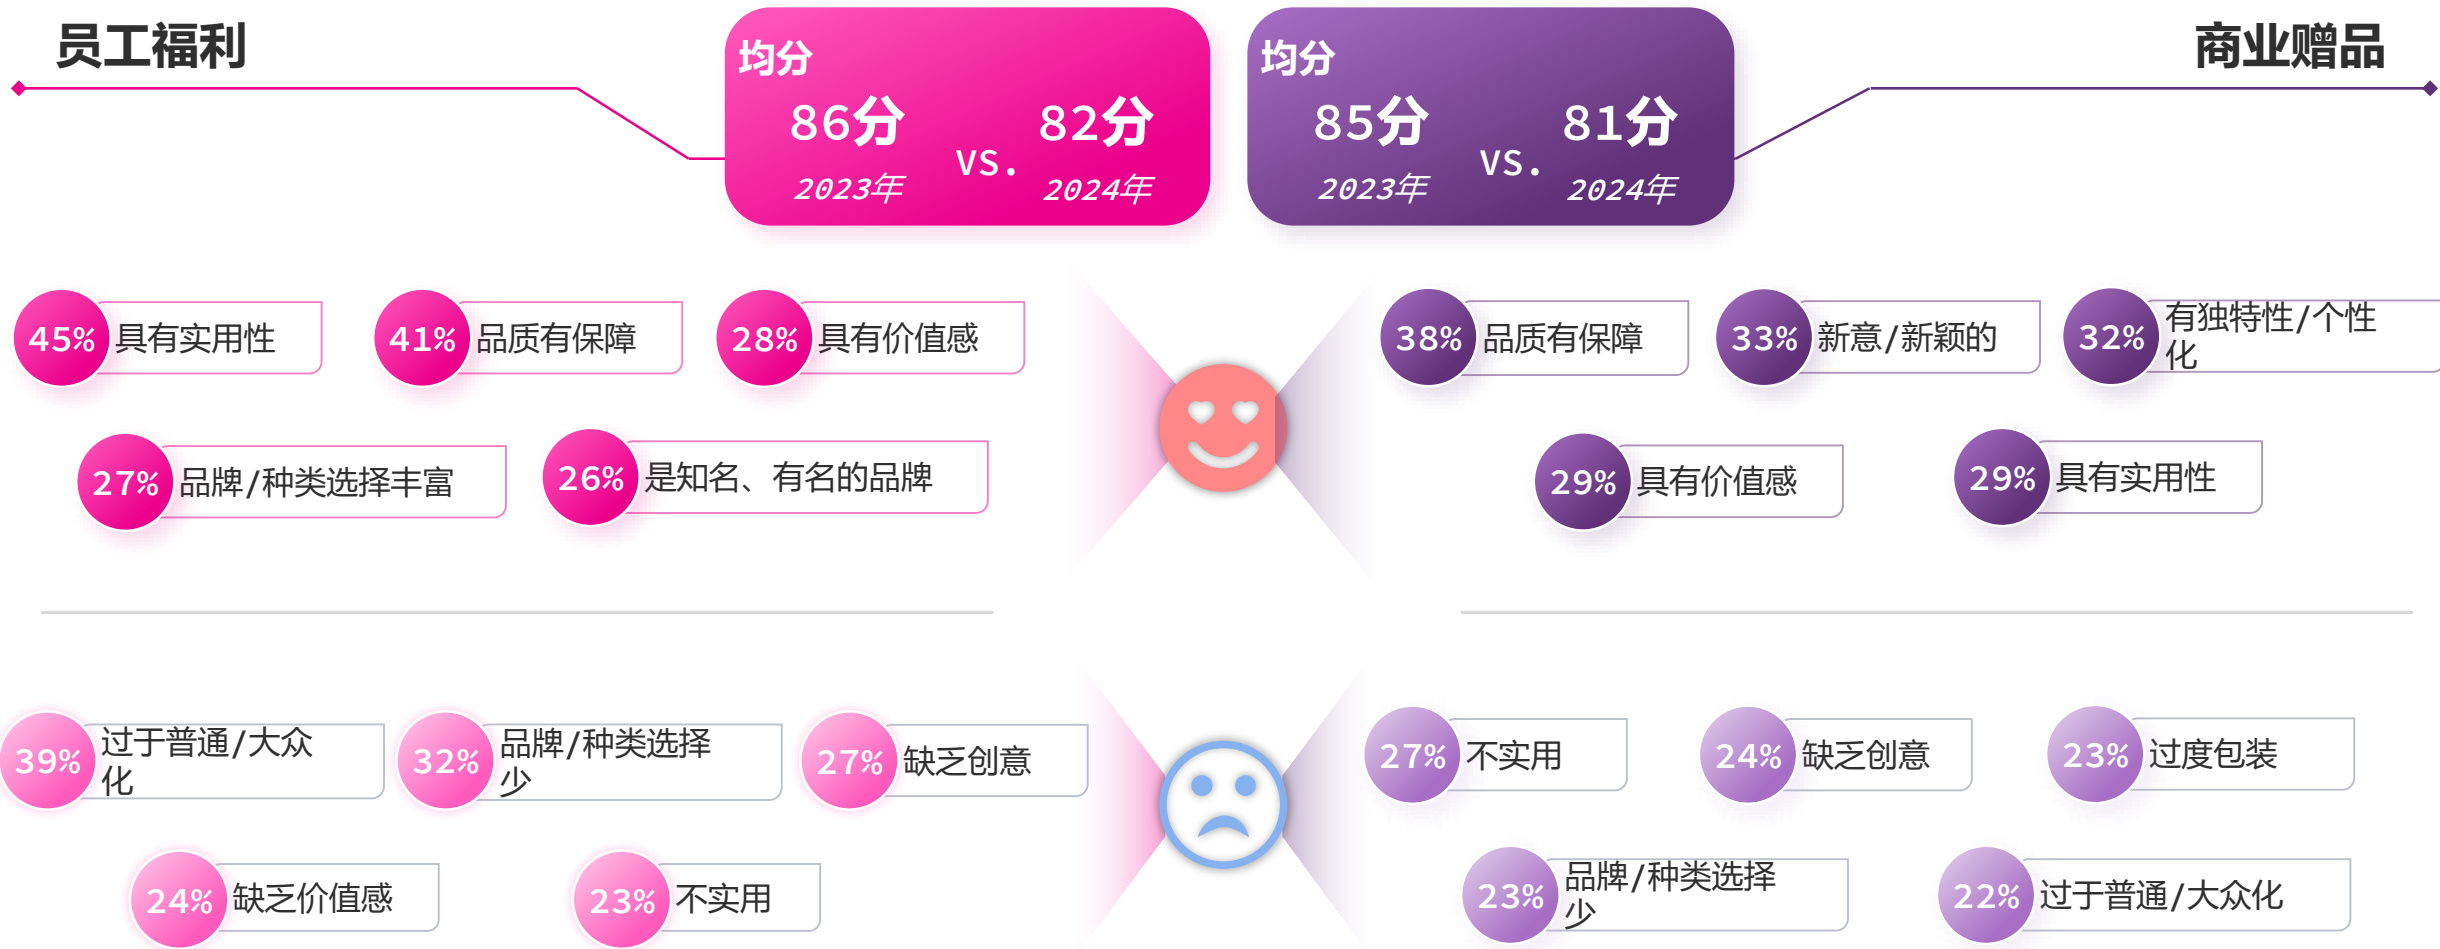 员工福利
商业赠品
均分
86分
VS.
82分
2023年
2024年
均分
85分
VS.
81分
2023年
2024年
45%
具有实用性
41%
品质有保障
28%
具有价值感
27%
品牌/种类选择丰富
26%
是知名、有名的品牌
38%
品质有保障
33%
新意/新颖的
32%
有独特性/个性
化
29%
具有价值感
29%
具有实用性
39%
过于普通/大众
化
32%
品牌/种类选择
少
27%
缺乏创意
24%
缺乏价值感
23%
不实用
27%
不实用
24%
缺乏创意
23%
过度包装
23%
品牌/种类选择
少
22%
过于普通/大众化